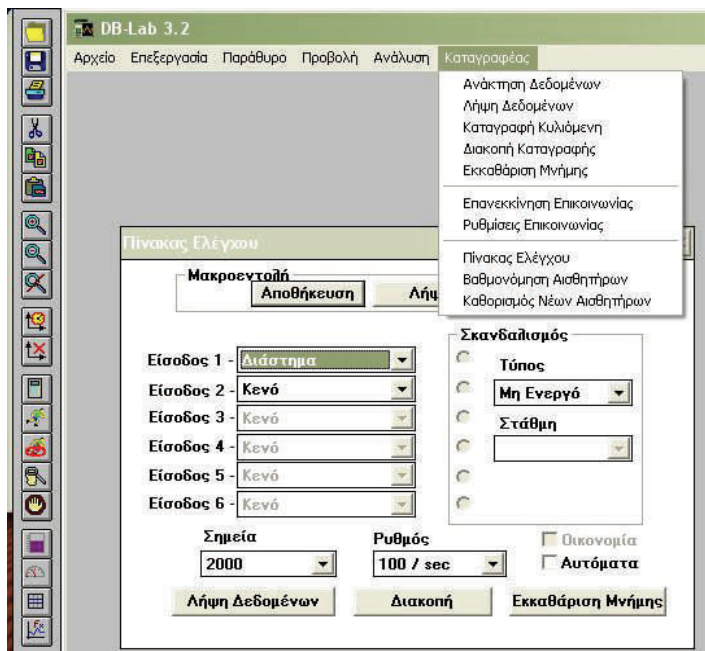 DB-Lab 3.2
Αρχείο Επεξεργασία Παράθυρο Προβολή Ανάλυση Καταγραφέας
Ανάκτηση Δεδομένων
Λήψη Δεδομένων
Καταγραφή Κυλιόμενη
Διακοπή Καταγραφής
Εκκαθάριση Μνήμης
Επανεκκίνηση Επικοινωνίας
Ρυθμίσεις Επικοινωνίας
Πίνακας Ελέγχου
Βαθμονόμηση Αισθητήρων
Καθορισμός Νέων Αισθητήρων
Πίνακας Ελέγχου
Μακροεντολή
Αποθήκευση
Σκανδαλισμός
Είσοδος 1 - Διάστημα
Τύπος
Είσοδος 2 - Κενό
Μη Ενεργό
Είσοδος 3 - Κενό
Στάθμη
Είσοδος 4 - Κενό
Είσοδος 5 - Κενό
Είσοδος 6 - Κενό
Σημεία Ρυθμός Οικονομία
2000 100 / sec Αυτόματα
Λήψη Δεδομένων Διακοπή Εκκαθάριση Μνήμης